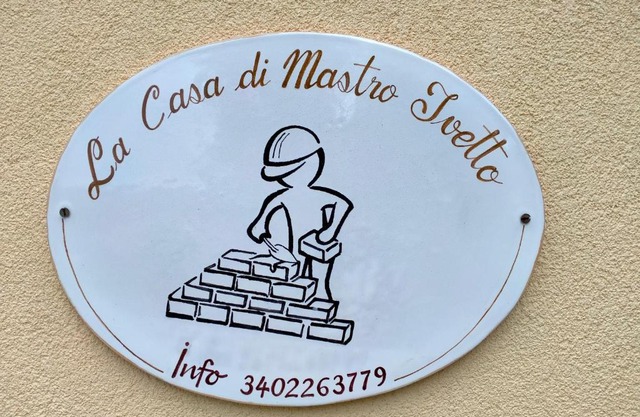 La Casa di Mastro Ivetto
Info 3402263779